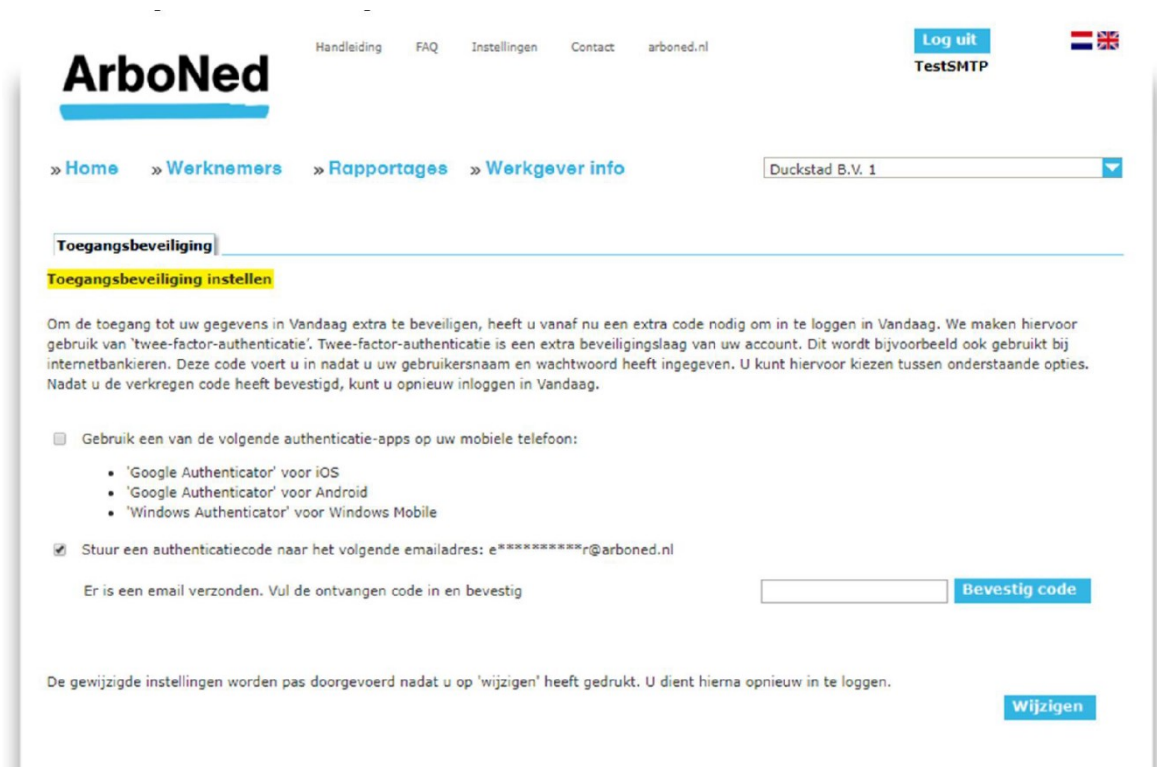 Handleiding FAQ Instellingen Contact arboned.nl
Log uit
TestSMTP
ArboNed
» Home » Werknemers » Rapportages » Werkgever info
Duckstad B.V. 1
Toegangsbeveiliging
Toegangsbeveiliging instellen
Om de toegang tot uw gegevens in Vandaag extra te beveiligen, heeft u vanaf nu een extra code nodig om in te loggen in Vandaag. We maken hiervoor
gebruik van 'twee-factor-authenticatie'. Twee-factor-authenticatie is een extra beveiligingslaag van uw account. Dit wordt bijvoorbeeld ook gebruikt bij
internetbankieren. Deze code voert u in nadat u uw gebruikersnaam en wachtwoord heeft ingegeven. U kunt hiervoor kiezen tussen onderstaande opties.
Nadat u de verkregen code heeft bevestigd, kunt u opnieuw inloggen in Vandaag.
Gebruik een van de volgende authenticatie-apps op uw mobiele telefoon:
• 'Google Authenticator' voor iOS
• 'Google Authenticator' voor Android
• 'Windows Authenticator' voor Windows Mobile
Stuur een authenticatiecode naar het volgende emailadres: e**********r@arboned.nl
Er is een email verzonden. Vul de ontvangen code in en bevestig
Bevestig code
De gewijzigde instellingen worden pas doorgevoerd nadat u op 'wijzigen' heeft gedrukt. U dient hierna opnieuw in te loggen.
Wijzigen